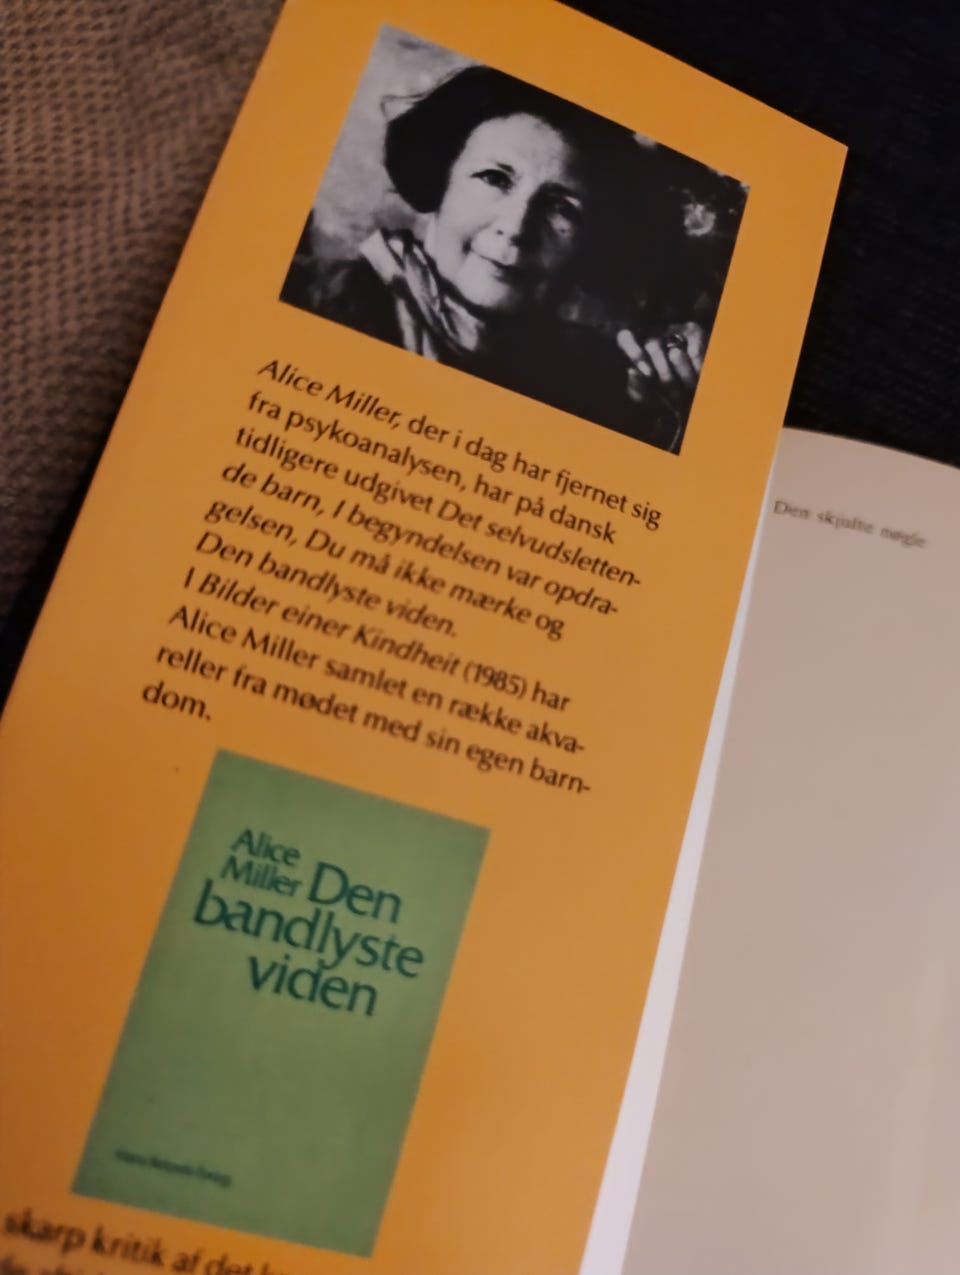 Alice Miller, der i dag har fjernet sig
fra psykoanalysen, har på dansk
tidligere udgivet Det selvudsletten-
de barn, I begyndelsen var opdra-
gelsen, Du må ikke mærke og
Den bandlyste viden.
I Bilder einer Kindheit (1985) har
Alice Miller samlet en række akva-
reller fra mødet med sin egen barn-
dom.
Alice
Miller Den
bandlyste
viden
skarp kritik af det
Den skjulte nøgle